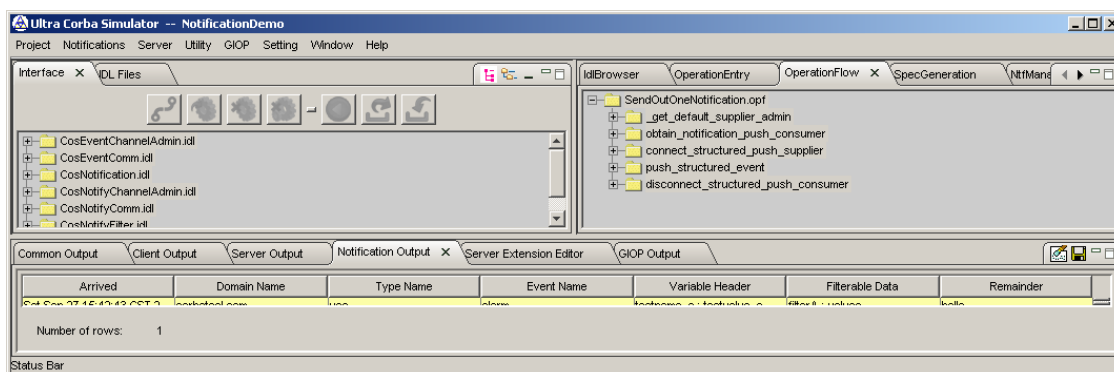 Ultra Corba Simulator -- NotificationDemo
Project Notifications Server Utility GIOP Setting Window Help
Interface IDL Files
CosEventChannelAdmin.idl
CosEventComm.idl
CosNotification.idl
CosNotifyChannelAdmin.idl
CosNotifyComm.idl
CosNotifyFilter.idl
IdlBrowser OperationEntry OperationFlow SpecGeneration NtfMana
SendOutOneNotification.opf
_get_default_supplier_admin
obtain_notification_push_consumer
connect_structured_push_supplier
push_structured_event
disconnect_structured_push_consumer
Common Output Client Output Server Output Notification Output Server Extension Editor GIOP Output
Arrived Domain Name Type Name Event Name Variable Header Filterable Data Remainder
Number of rows: 1
Status Bar